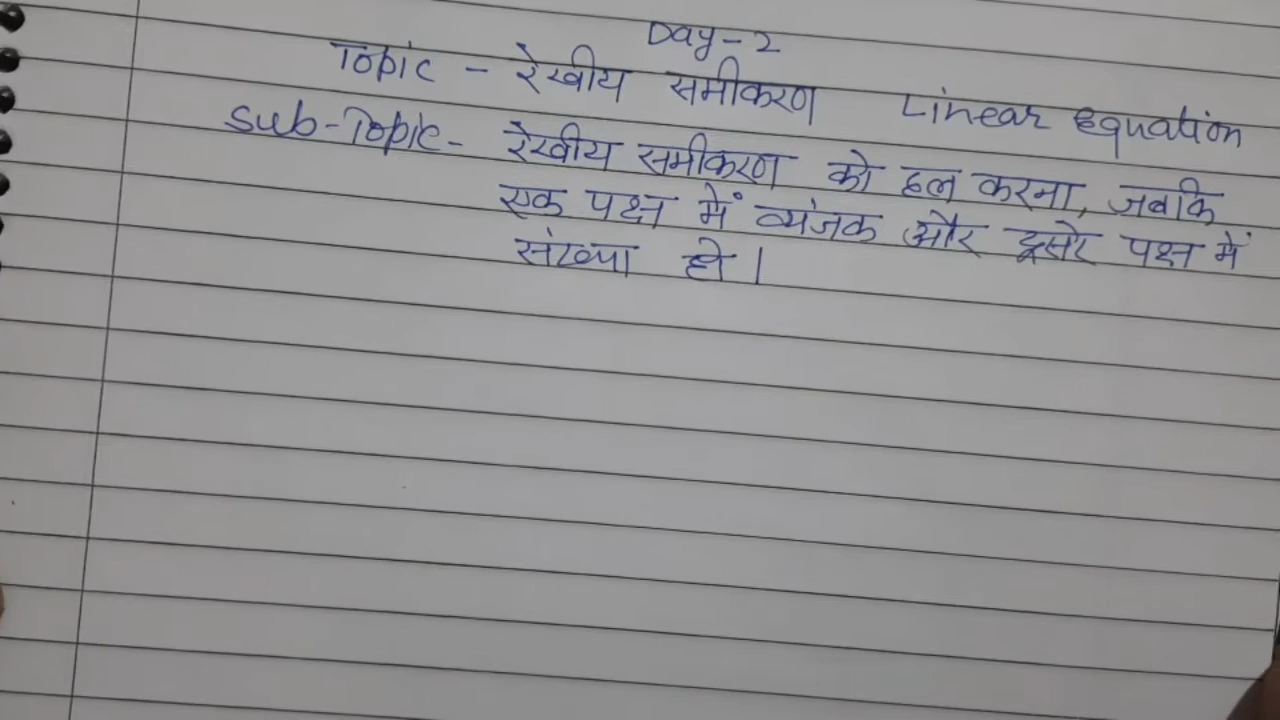 Day-2
Topic - रेखीय समीकरण Linear Equation
Sub-Topic- रेखीय समीकरण को हल करना, जबकि
एक पक्ष में व्यंजक और दूसरे पक्ष में
संख्या हो।